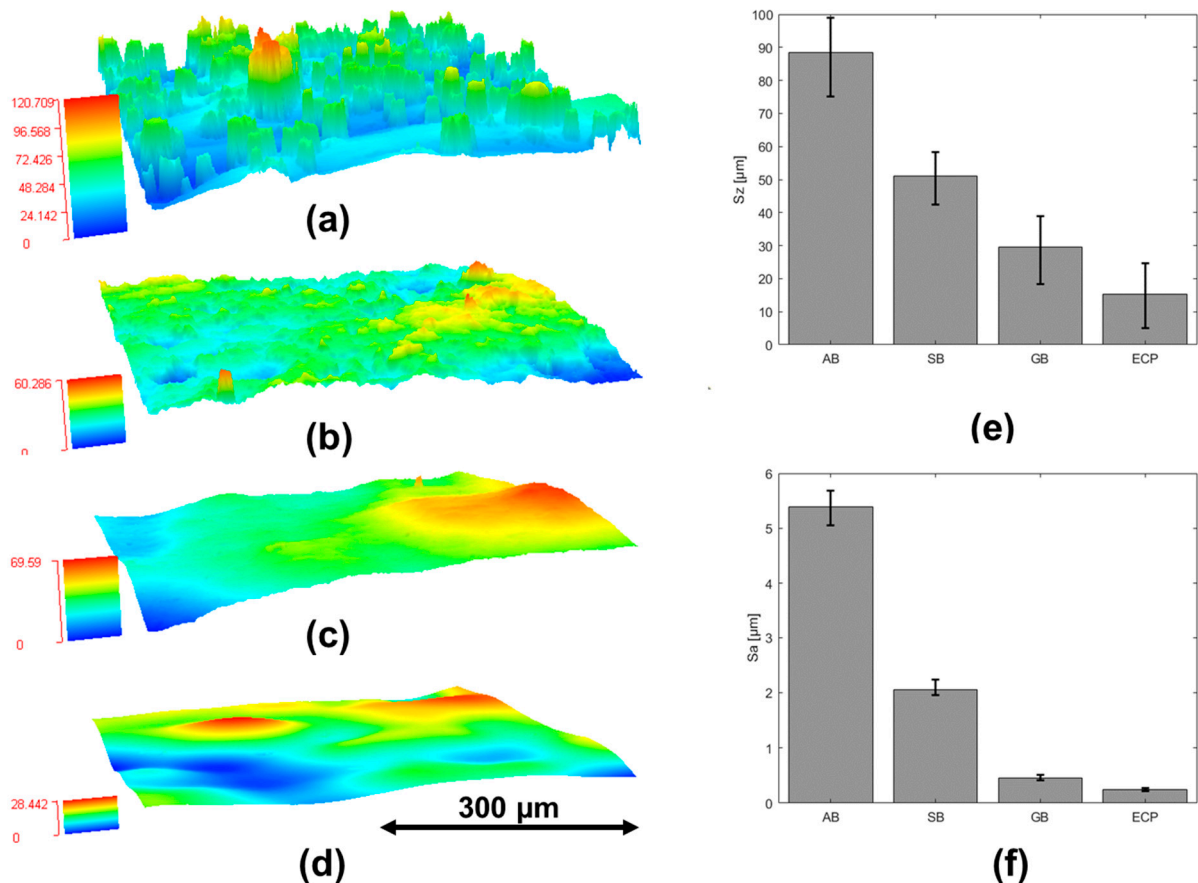 120.709
96.568
72.426
48.284
24.142
0
(a)
60.286
0
(b)
69.59
0
(c)
28.442
0
300 µm
(d)
100
90
80
70
60
50
40
30
20
10
0
Sz [µm]
AB SB GB ECP
(e)
6
5
4
3
2
1
0
Sa [µm]
AB SB GB ECP
(f)